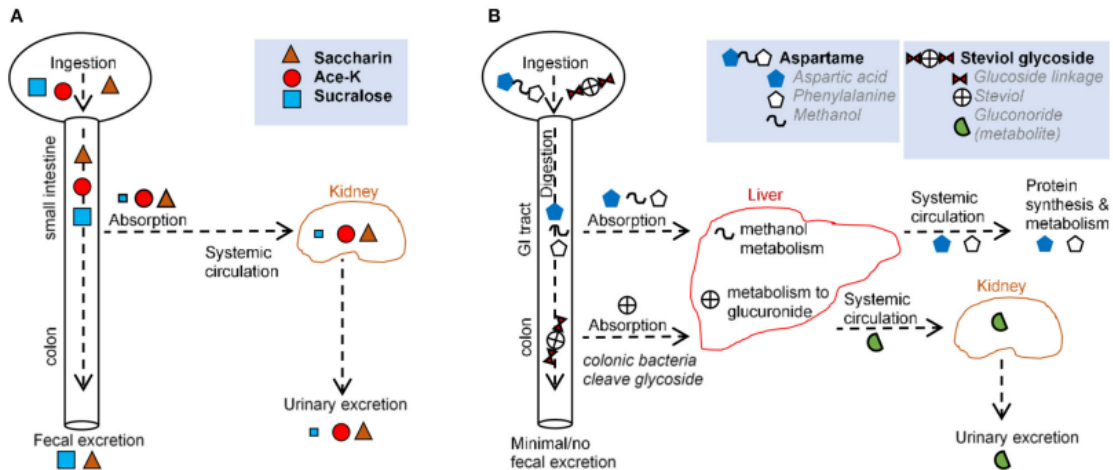 A
Ingestion
Saccharin
Ace-K
Sucralose
small intestine
Absorption
Systemic
circulation
Kidney
colon
Urinary excretion
Fecal excretion
B
Ingestion
Aspartame
Aspartic acid
Phenylalanine
Methanol
Steviol glycoside
Glucoside linkage
Steviol
Gluconoride
(metabolite)
Digestion
GI tract
Absorption
Liver
methanol
metabolism
Systemic
circulation
Protein
synthesis &
metabolism
metabolism to
glucuronide
colon
Absorption
colonic bacteria
cleave glycoside
Systemic
circulation
Kidney
Urinary excretion
Minimal/no
fecal excretion